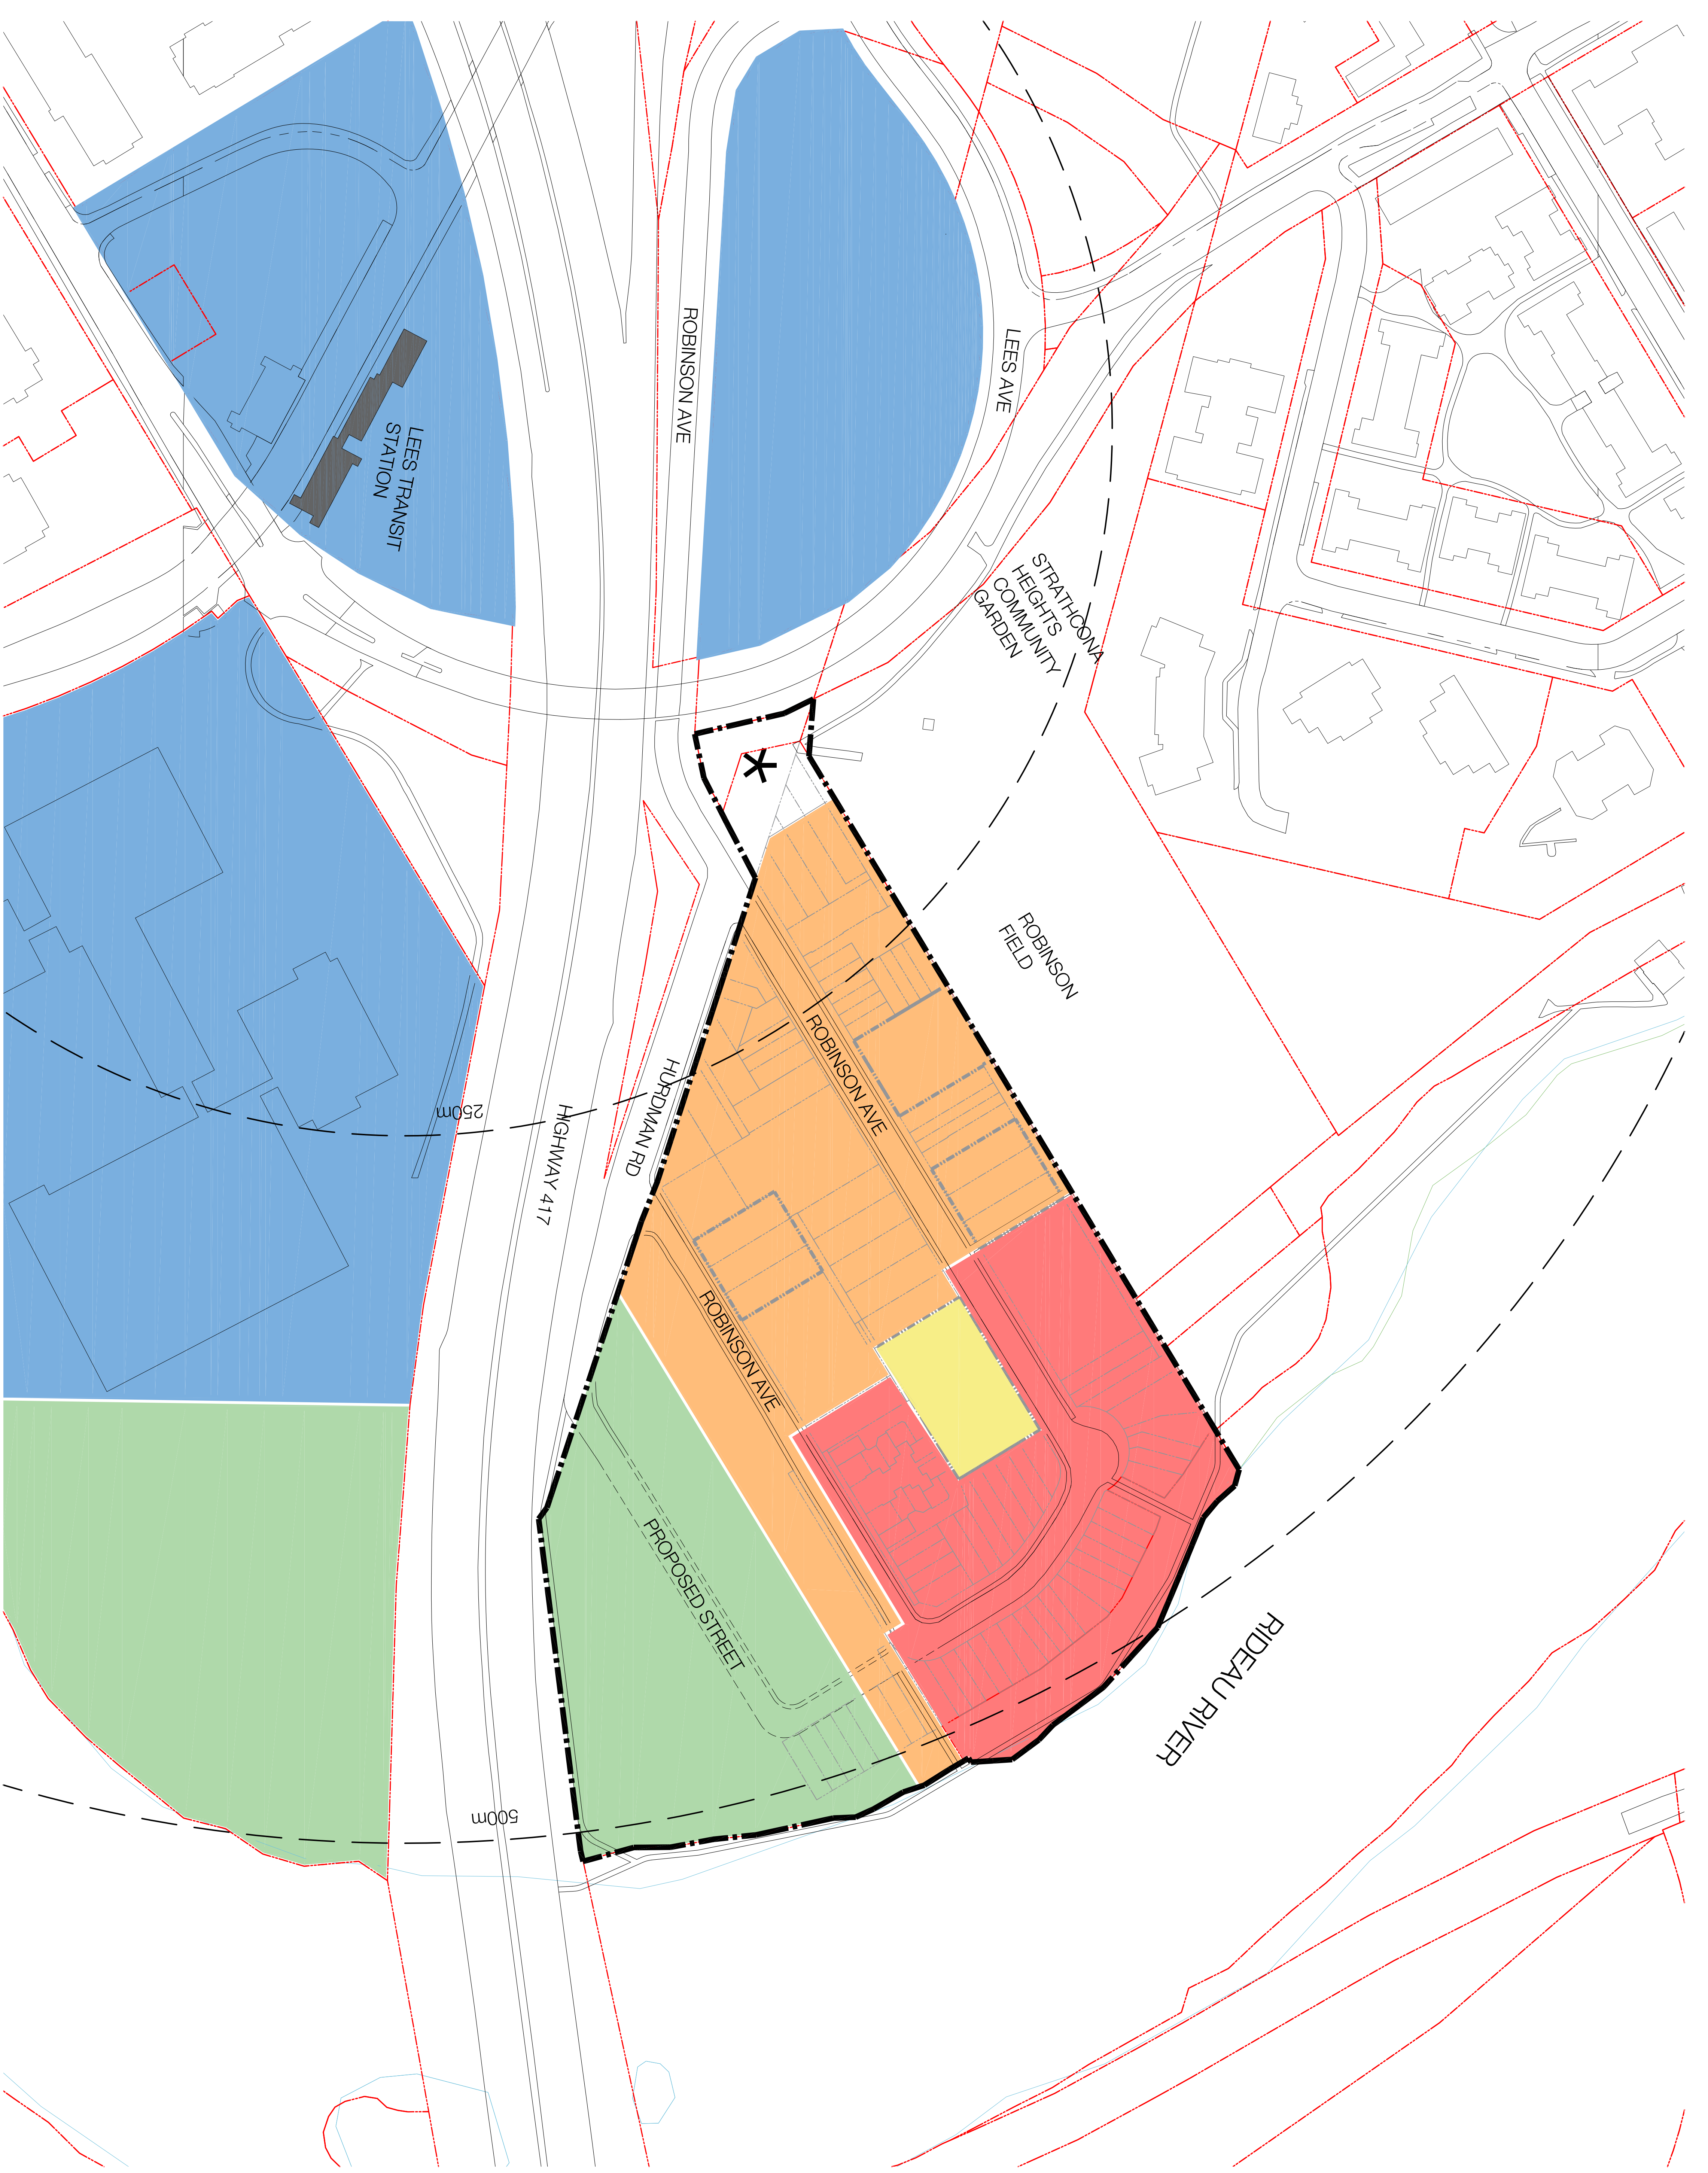 ROBINSON AVE
LEES AVE
LEES TRANSIT
STATION
STRATHCONA
HEIGHTS
COMMUNITY
GARDEN
*
ROBINSON
FIELD
ROBINSON AVE
HURDMAN RD
250m
HIGHWAY 417
ROBINSON AVE
PROPOSED STREET
RIDEAU RIVER
500m